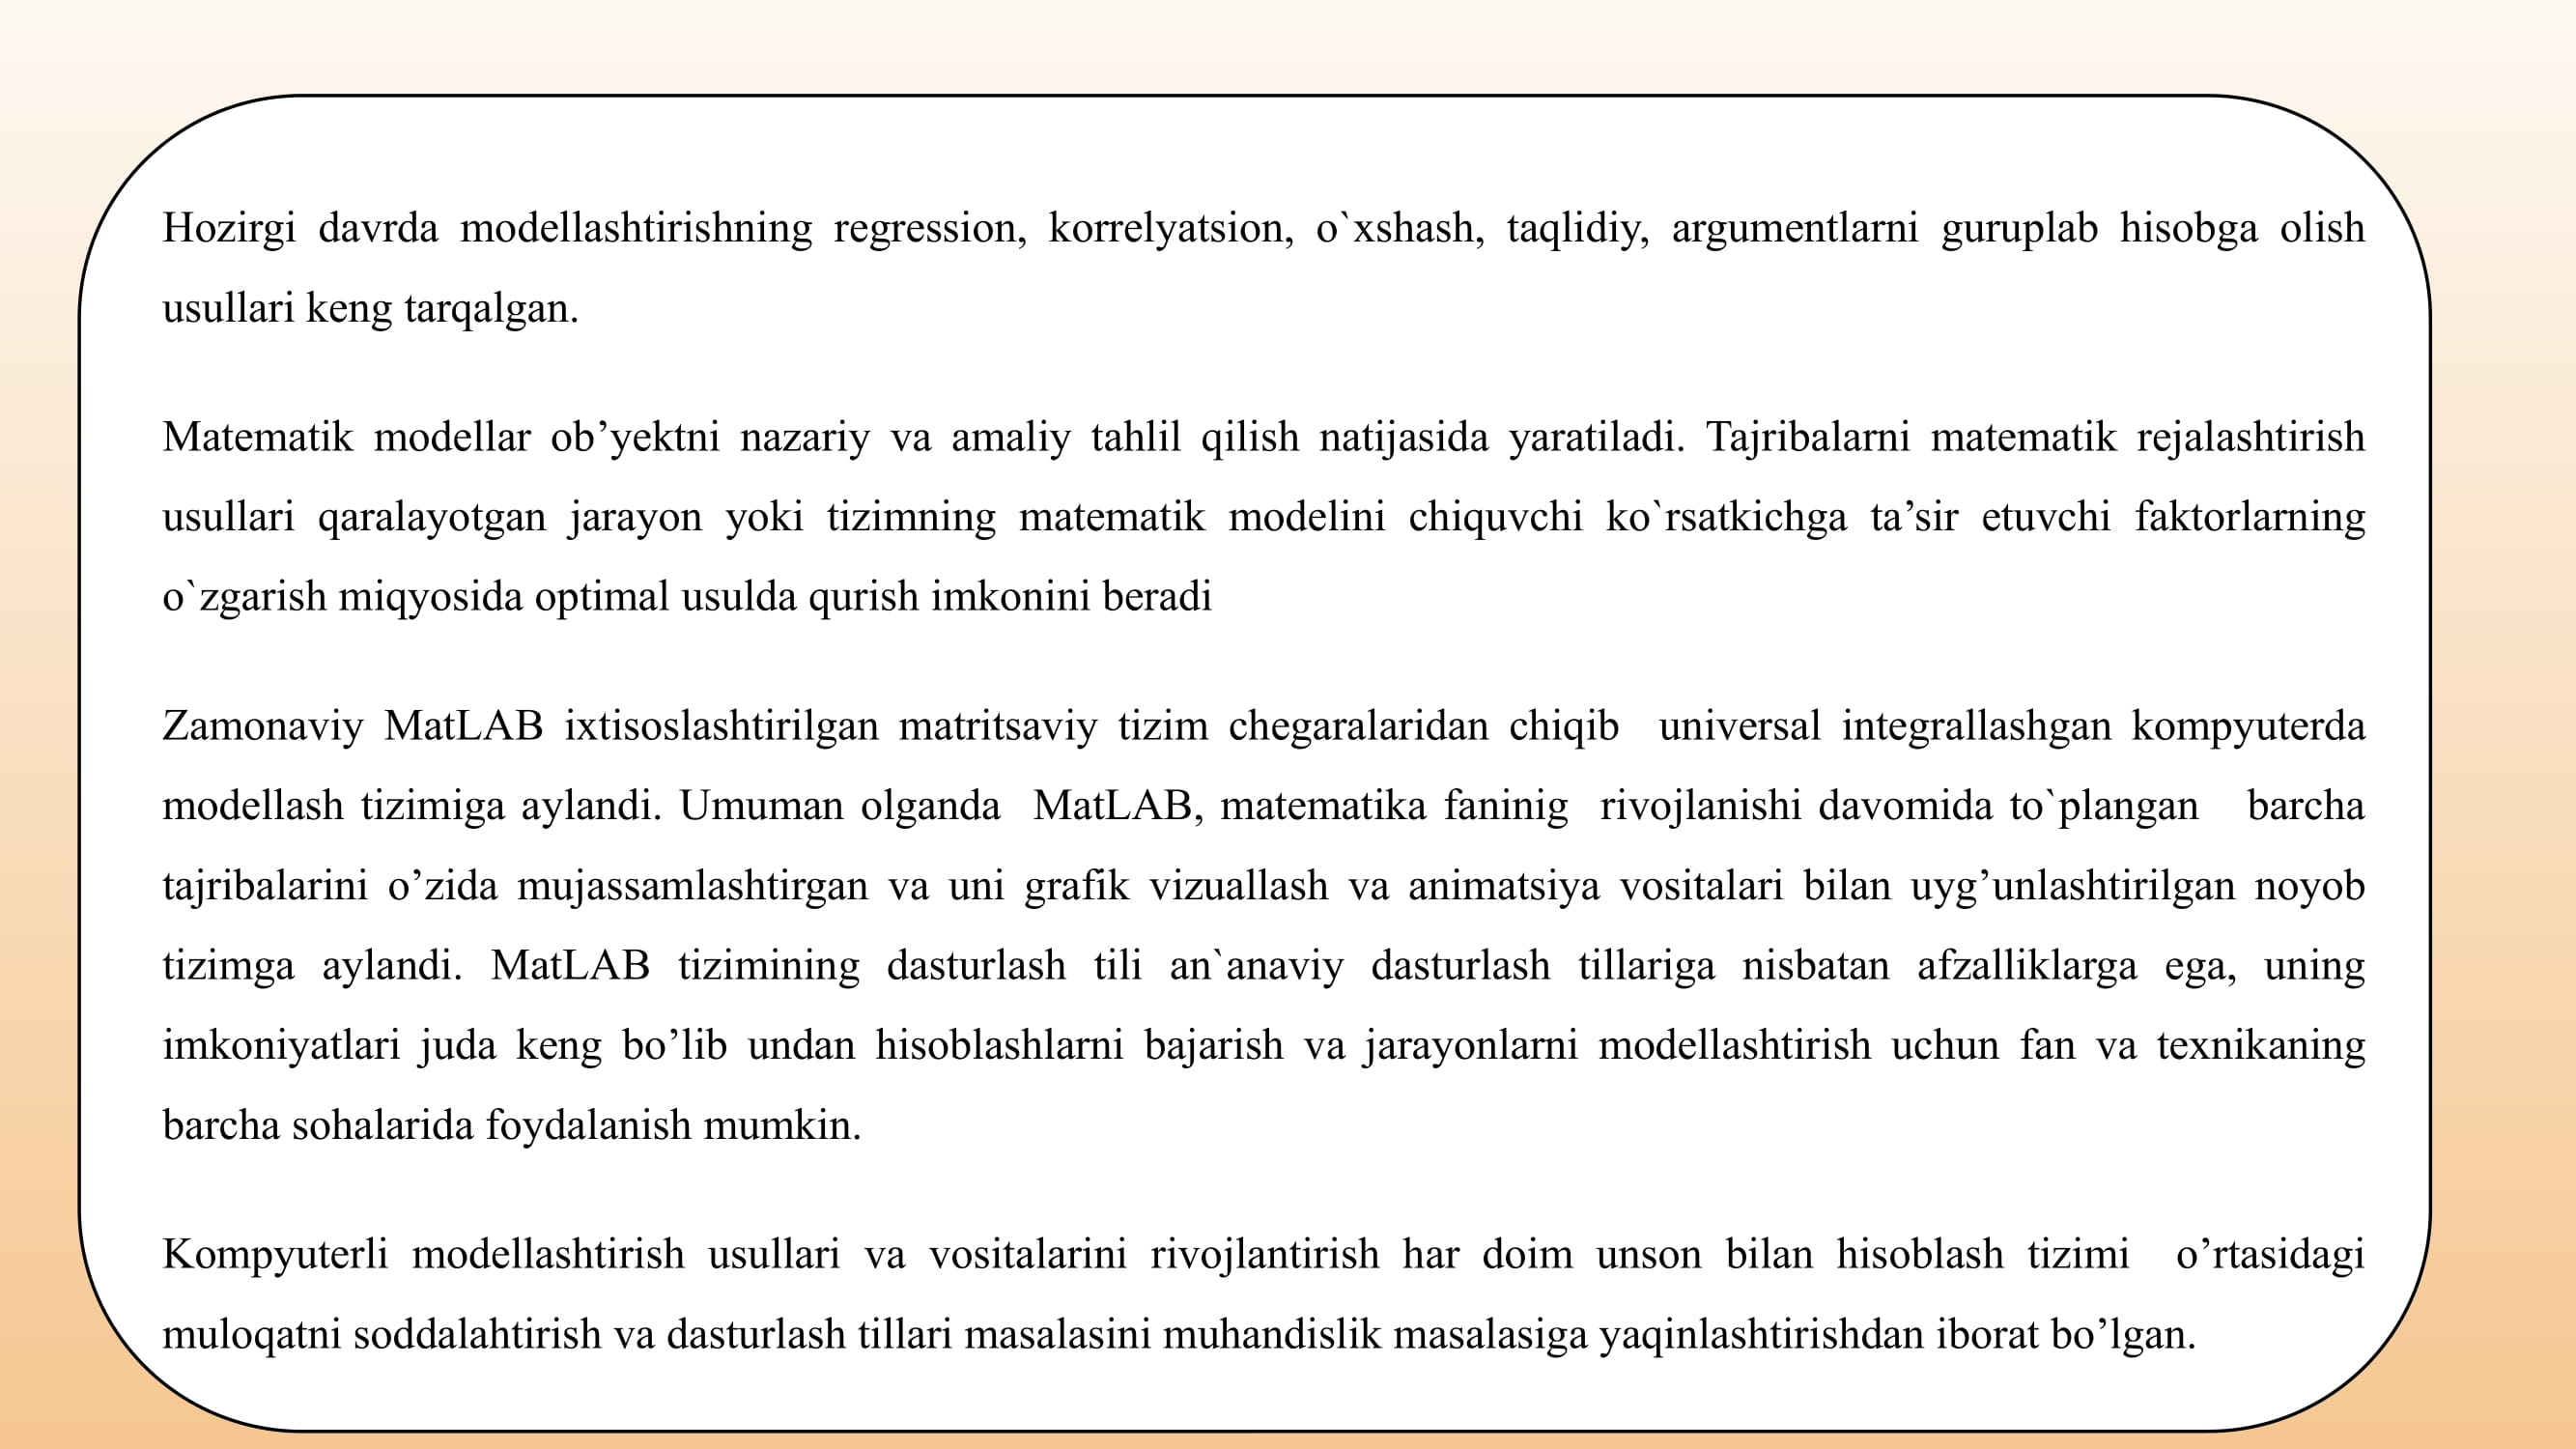 Hozirgi davrda modellashtirishning regression, korrelyatsion, o`xshash, taqlidiy, argumentlarni guruplab hisobga olish
usullari keng tarqalgan.
Matematik modellar ob’yektni nazariy va amaliy tahlil qilish natijasida yaratiladi. Tajribalarni matematik rejalashtirish
usullari qaralayotgan jarayon yoki tizimning matematik modelini chiquvchi ko`rsatkichga ta’sir etuvchi faktorlarning
o`zgarish miqyosida optimal usulda qurish imkonini beradi
Zamonaviy MatLAB ixtisoslashtirilgan matritsaviy tizim chegaralaridan chiqib universal integrallashgan kompyuterda
modellash tizimiga aylandi. Umuman olganda MatLAB, matematika faninig rivojlanishi davomida to`plangan barcha
tajribalarini o’zida mujassamlashtirgan va uni grafik vizuallash va animatsiya vositalari bilan uyg’unlashtirilgan noyob
tizimga aylandi. MatLAB tizimining dasturlash tili an`anaviy dasturlash tillariga nisbatan afzalliklarga ega, uning
imkoniyatlari juda keng bo’lib undan hisoblashlarni bajarish va jarayonlarni modellashtirish uchun fan va texnikaning
barcha sohalarida foydalanish mumkin.
Kompyuterli modellashtirish usullari va vositalarini rivojlantirish har doim unson bilan hisoblash tizimi o’rtasidagi
muloqatni soddalahtirish va dasturlash tillari masalasini muhandislik masalasiga yaqinlashtirishdan iborat bo’lgan.